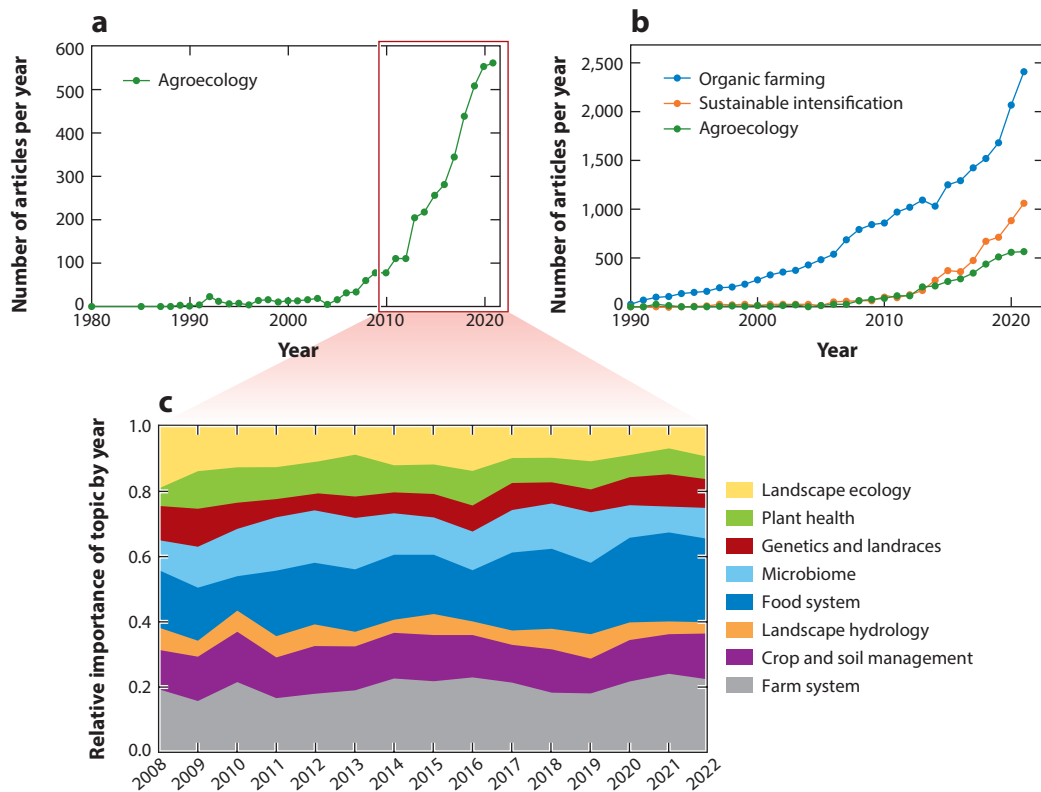 a
Number of articles per year
600
500
400
300
200
100
0
Agroecology
1980
1990
2000
2010
2020
Year
b
Number of articles per year
2,500
2,000
1,500
1,000
500
0
Organic farming
Sustainable intensification
Agroecology
1990
2000
2010
2020
Year
c
Relative importance of topic by year
1.0
0.8
0.6
0.4
0.2
0.0
2008
2009
2010
2011
2012
2013
2014
2015
2016
2017
2018
2019
2020
2021
2022
Landscape ecology
Plant health
Genetics and landraces
Microbiome
Food system
Landscape hydrology
Crop and soil management
Farm system